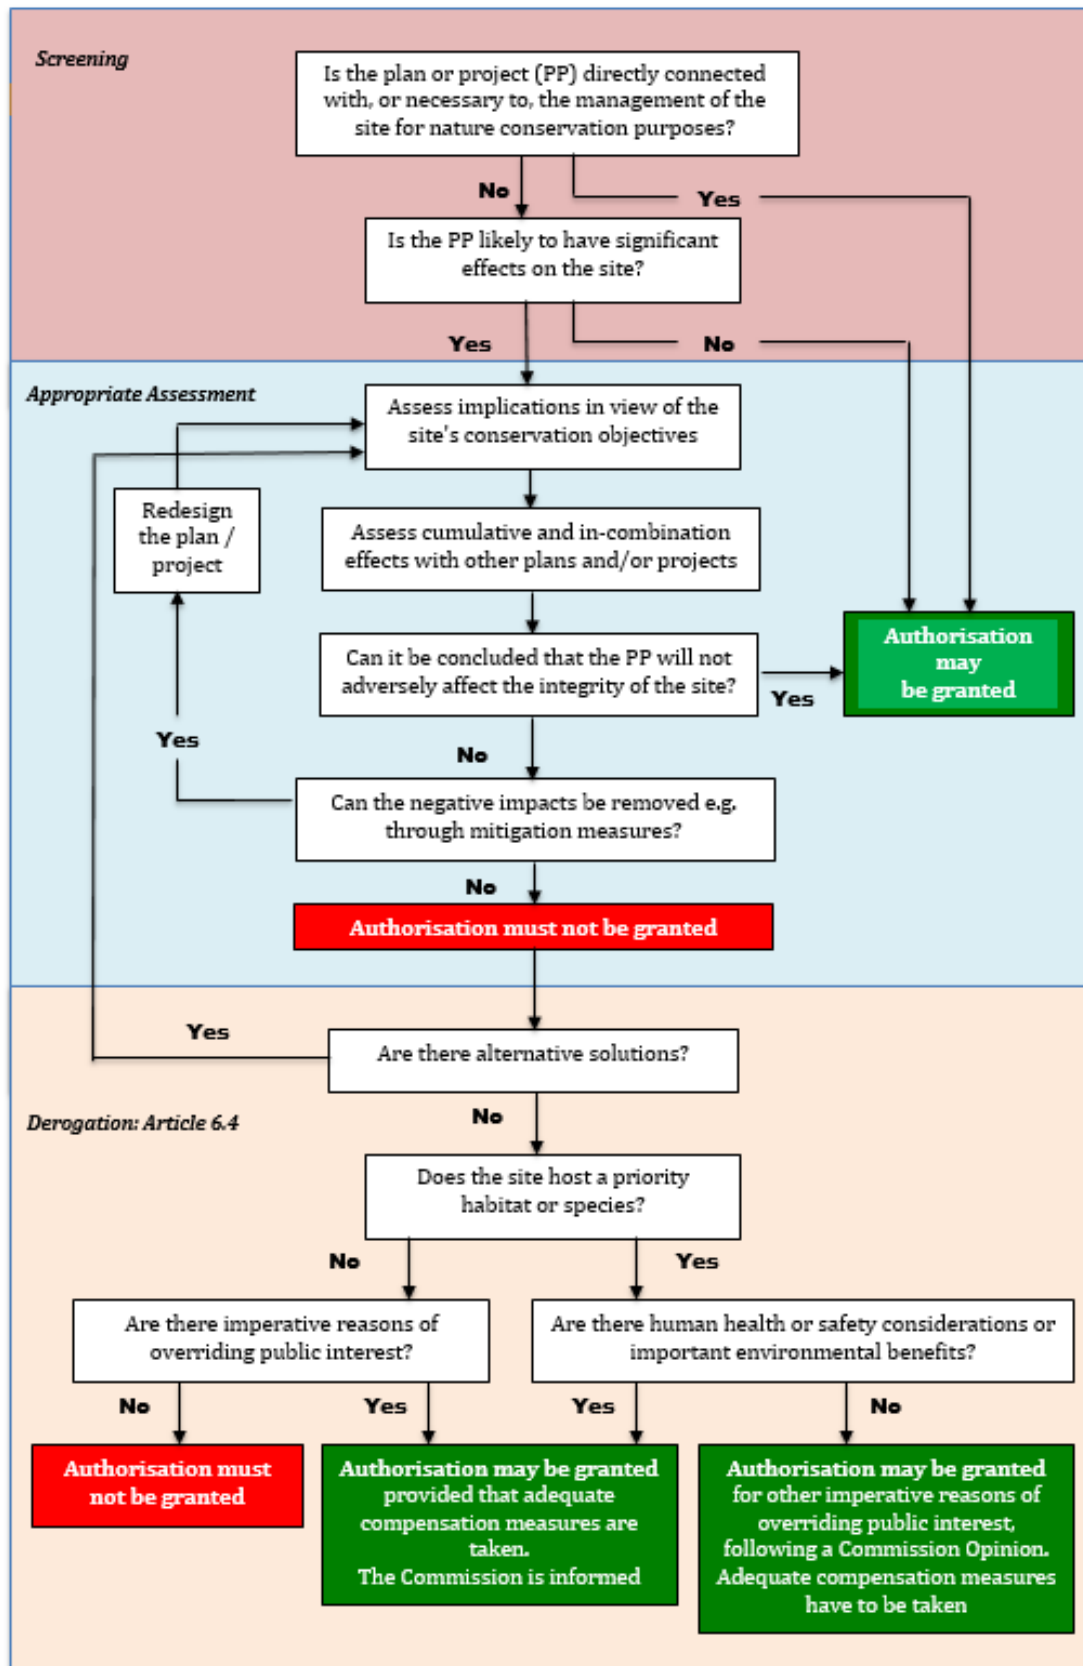 Screening
Is the plan or project (PP) directly connected
with, or necessary to, the management of the
site for nature conservation purposes?
No
Yes
Is the PP likely to have significant
effects on the site?
Yes
No
Appropriate Assessment
Assess implications in view of the
site's conservation objectives
Redesign
the plan /
project
Assess cumulative and in-combination
effects with other plans and/or projects
Can it be concluded that the PP will not
adversely affect the integrity of the site?
Yes
Authorisation
may
be granted
Yes
No
Can the negative impacts be removed e.g.
through mitigation measures?
No
Authorisation must not be granted
Yes
Are there alternative solutions?
No
Derogation: Article 6.4
Does the site host a priority
habitat or species?
No
Yes
Are there imperative reasons of
overriding public interest?
Are there human health or safety considerations or
important environmental benefits?
No
Yes
Yes
No
Authorisation must
not be granted
Authorisation may be granted
provided that adequate
compensation measures are
taken.
The Commission is informed
Authorisation may be granted
for other imperative reasons of
overriding public interest,
following a Commission Opinion.
Adequate compensation measures
have to be taken